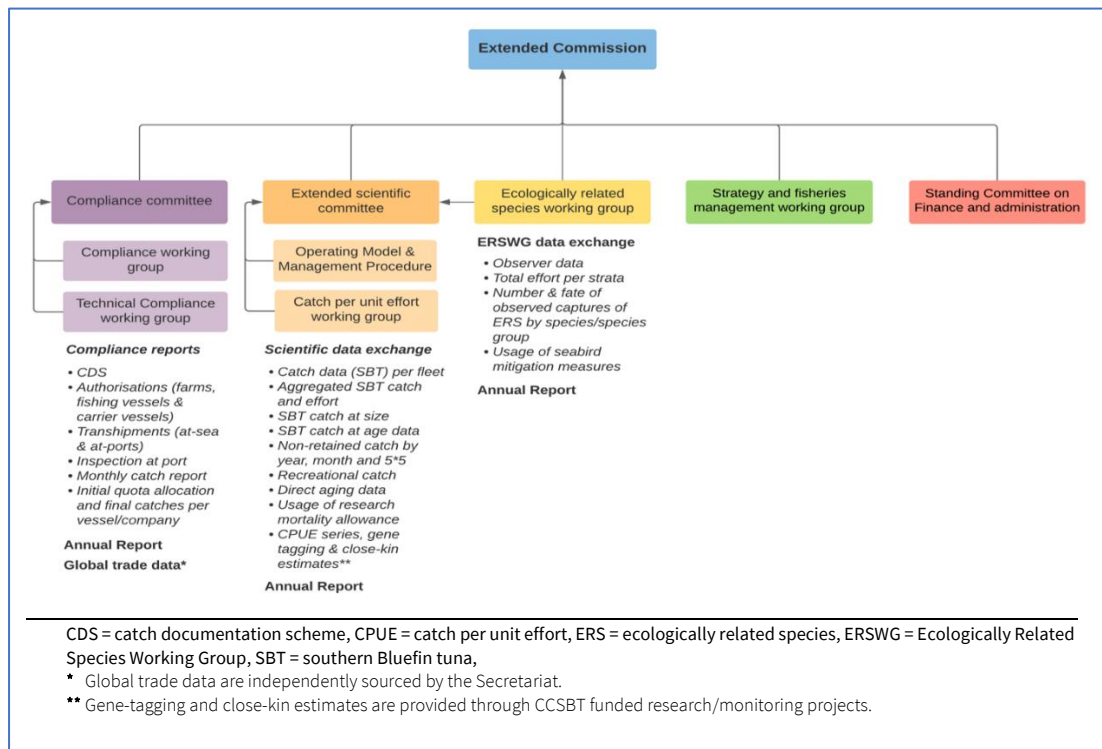 Extended Commission
Compliance committee
Compliance working
group
Technical Compliance
working group
Compliance reports
• CDS
• Authorisations (farms,
fishing vessels &
carrier vessels)
• Transhipments (at-sea
& at-ports)
• Inspection at port
• Monthly catch report
• Initial quota allocation
and final catches per
vessel/company
Annual Report
Global trade data*
Extended scientific
committee
Operating Model &
Management Procedure
Catch per unit effort
working group
Scientific data exchange
• Catch data (SBT) per fleet
• Aggregated SBT catch
and effort
• SBT catch at size
• SBT catch at age data
• Non-retained catch by
year, month and 5*5
• Recreational catch
• Direct aging data
• Usage of research
mortality allowance
• CPUE series, gene
tagging & close-kin
estimates**
Annual Report
Ecologically related
species working group
ERSWG data exchange
• Observer data
• Total effort per strata
• Number & fate of
observed captures of
ERS by species/species
group
• Usage of seabird
mitigation measures
Annual Report
Strategy and fisheries
management working group
Standing Committee on
Finance and administration
CDS = catch documentation scheme, CPUE = catch per unit effort, ERS = ecologically related species, ERSWG = Ecologically Related
Species Working Group, SBT = southern Bluefin tuna,
* Global trade data are independently sourced by the Secretariat.
** Gene-tagging and close-kin estimates are provided through CCSBT funded research/monitoring projects.